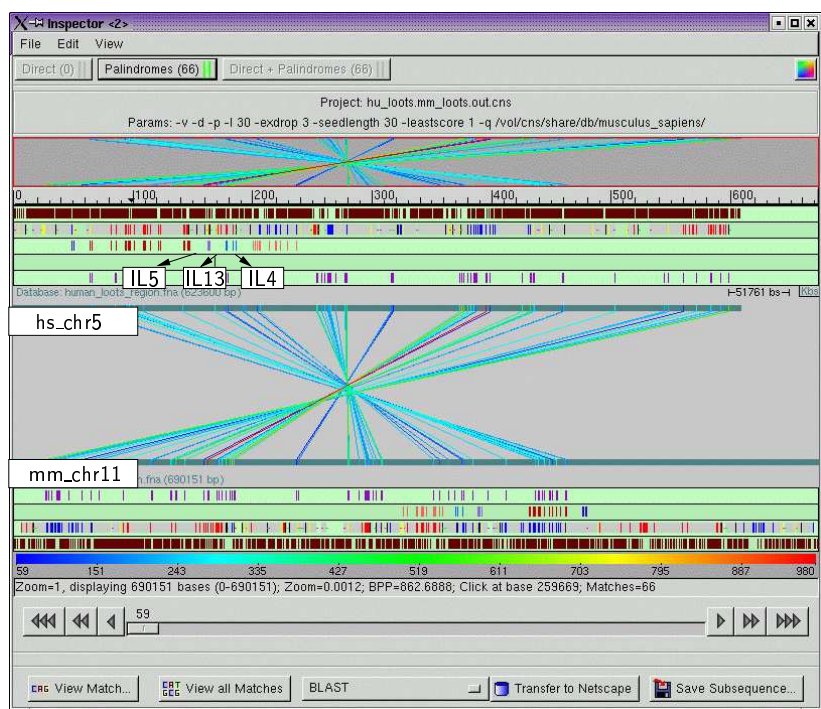 Inspector <2>
File Edit View
Direct (0) Palindromes (66) Direct + Palindromes (66)
Project: hu_loots.mm_loots.out.cns
Params: -v -d -p -l 30 -exdrop 3 -seedlength 30 -leastscore 1 -q /vol/cns/share/db/musculus_sapiens/
0 100 200 300 400 500 600
IL5 IL13 IL4
Database: human_loots_region.fna (623600 bp) 51761 bs Kbs
hs_chr5
mm_chr11
n.fna (690151 bp)
59 151 243 335 427 519 611 703 795 887 980
Zoom=1, displaying 690151 bases (0-690151); Zoom=0.0012; BPP=862.6888; Click at base 259669; Matches=66
59
CAG View Match... CAT GCG View all Matches BLAST Transfer to Netscape Save Subsequence...